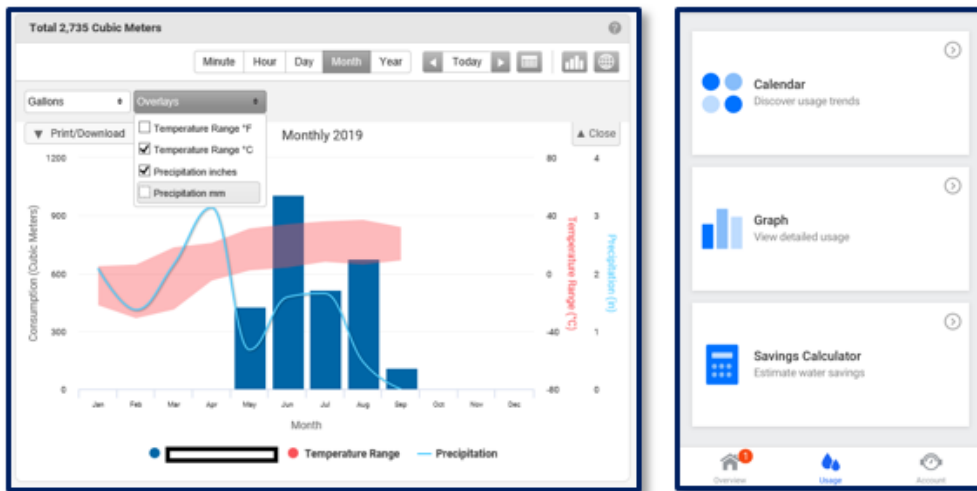 Total 2,735 Cubic Meters
Minute Hour Day Month Year Today
Gallons Overlays
Print/Download
Temperature Range °F
Temperature Range °C
Precipitation inches
Precipitation mm
Monthly 2019
Close
1200
900
600
300
0
Consumption (Cubic Meters)
80
40
0
-40
-80
Temperature Range (°C)
4
3
2
1
0
Precipitation (in)
Jan Feb Mar Apr May Jun Jul Aug Sep Oct Nov Dec
Month
Temperature Range Precipitation
Calendar
Discover usage trends
Graph
View detailed usage
Savings Calculator
Estimate water savings
1
Overview Usage Account